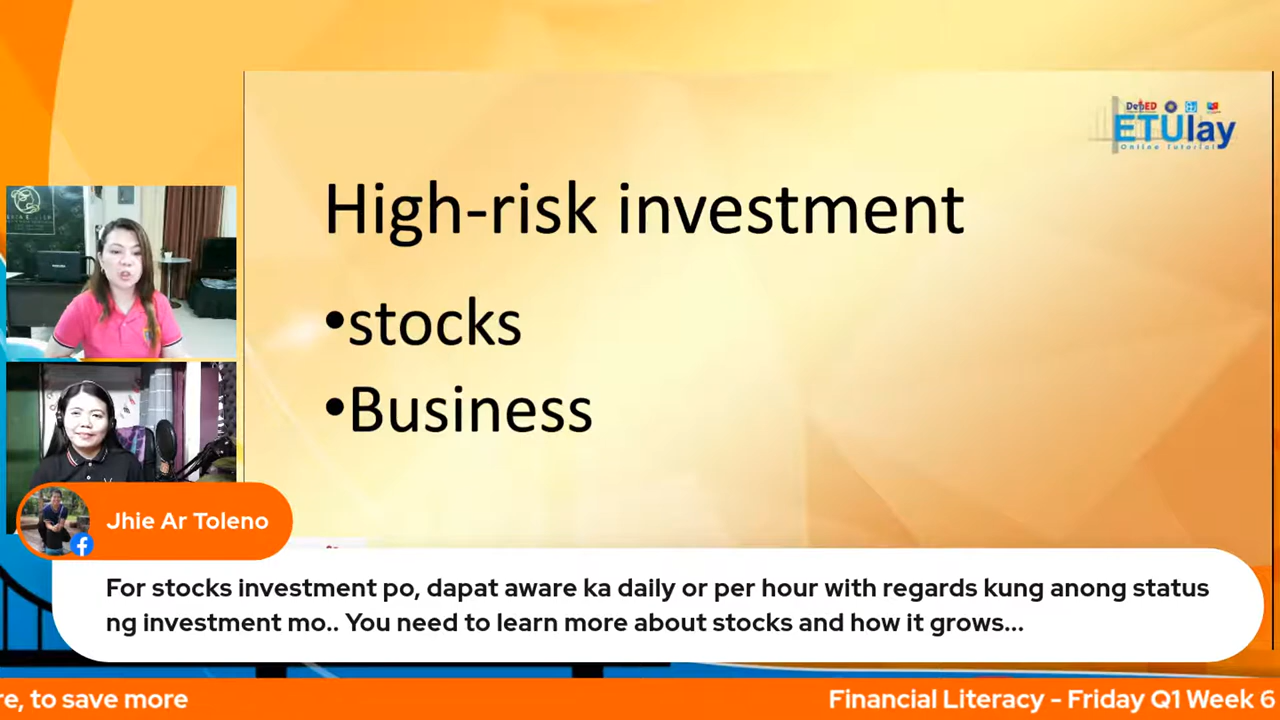 DepED
ETUlay
Online Tutorial
High-risk investment
•stocks
•Business
Jhie Ar Toleno
For stocks investment po, dapat aware ka daily or per hour with regards kung anong status
ng investment mo.. You need to learn more about stocks and how it grows...
re, to save more
Financial Literacy - Friday Q1 Week 6